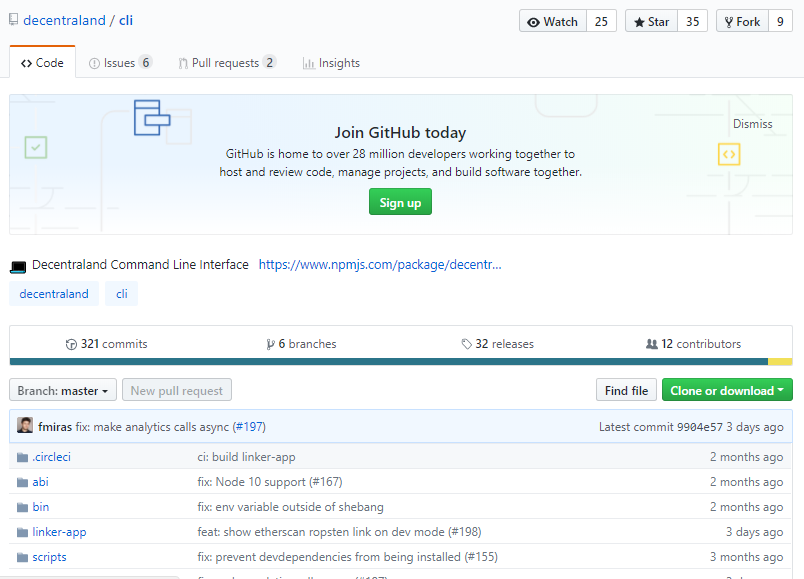 decentraland / cli
Watch 25 Star 35 Fork 9
Code Issues 6 Pull requests 2 Insights
Join GitHub today
Dismiss
GitHub is home to over 28 million developers working together to
host and review code, manage projects, and build software together.
Sign up
Decentraland Command Line Interface https://www.npmjs.com/package/decentr...
decentraland cli
321 commits 6 branches 32 releases 12 contributors
Branch: master New pull request Find file Clone or download
fmiras fix: make analytics calls async (#197) Latest commit 9904e57 3 days ago
.circleci ci: build linker-app 2 months ago
abi fix: Node 10 support (#167) 2 months ago
bin fix: env variable outside of shebang 2 months ago
linker-app feat: show etherscan ropsten link on dev mode (#198) 3 days ago
scripts fix: prevent devdependencies from being installed (#155) 3 months ago